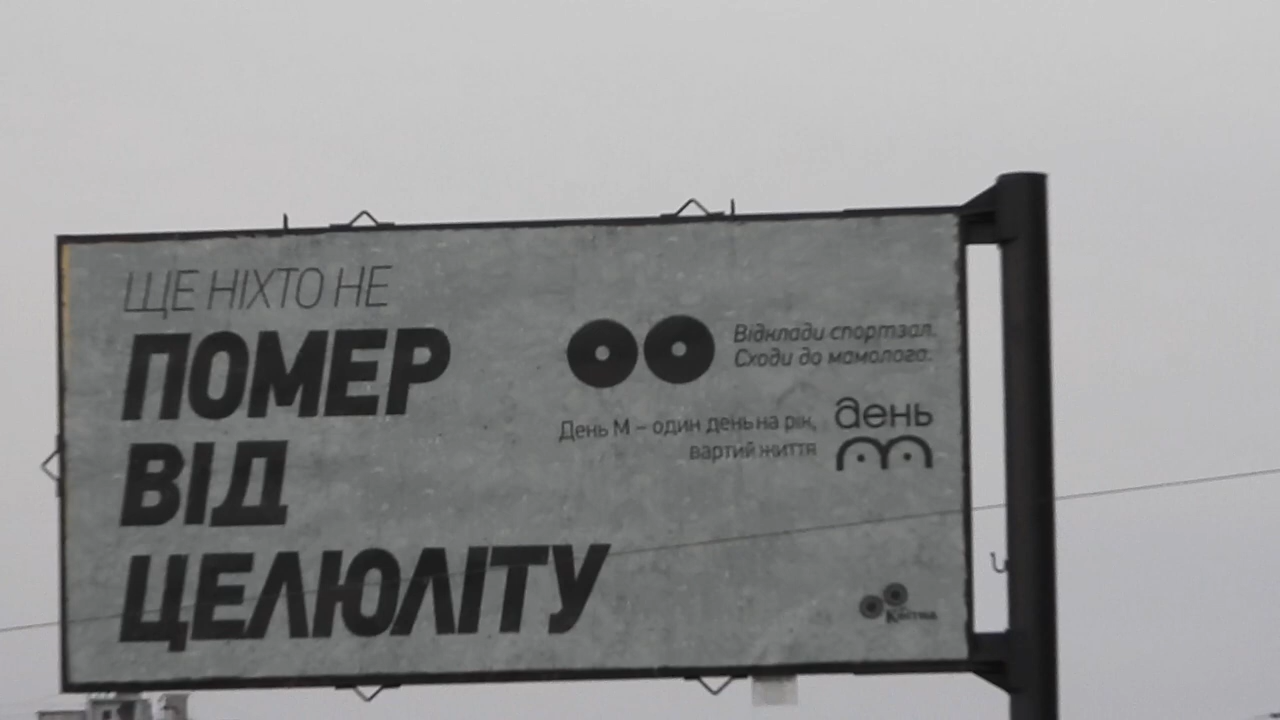 ЩЕ НІХТО НЕ
ПОМЕР
ВІД
ЦЕЛЮЛІТУ
Відклади спортзал.
Сходи до мамолога.
День М – один день на рік,
вартий життя
день
m
Квітна